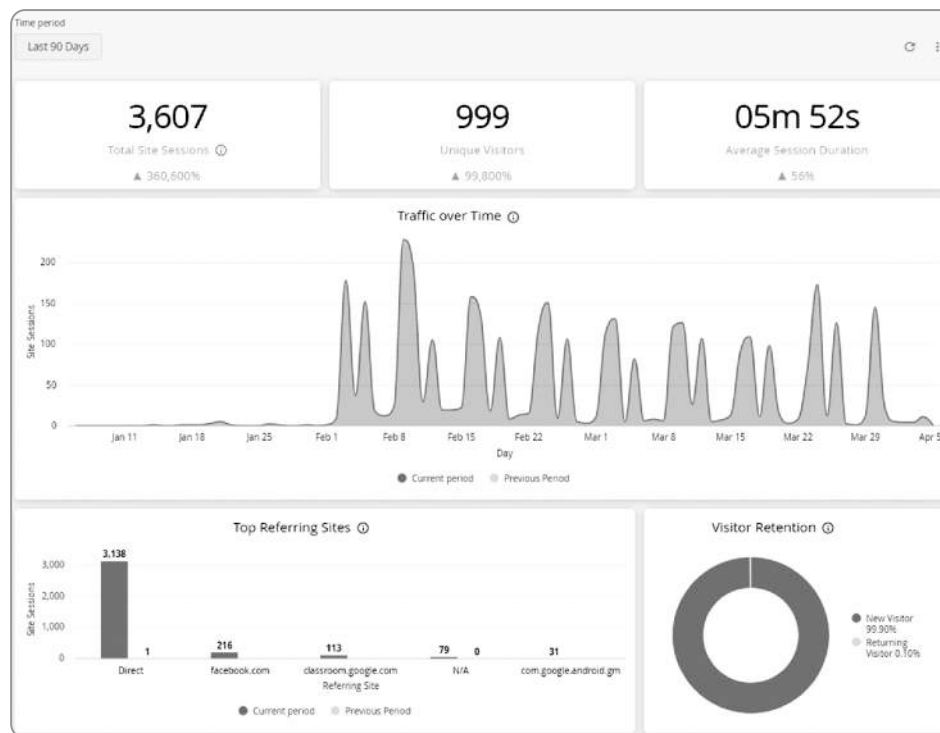 Time period
Last 90 Days
3,607
Total Site Sessions
▲ 360,600%
999
Unique Visitors
▲ 99,800%
05m 52s
Average Session Duration
▲ 56%
Traffic over Time
200
150
100
50
0
Site Sessions
Jan 11 Jan 18 Jan 25 Feb 1 Feb 8 Feb 15 Feb 22 Mar 1 Mar 8 Mar 15 Mar 22 Mar 29 Apr 5
Day
Current period Previous Period
Top Referring Sites
3,000
2,000
1,000
0
Site Sessions
3,138 1 216 113 79 0 31
Direct facebook.com classroom.google.com N/A com.google.android.gm
Referring Site
Current period Previous Period
Visitor Retention
New Visitor
99.90%
Returning
Visitor 0.10%